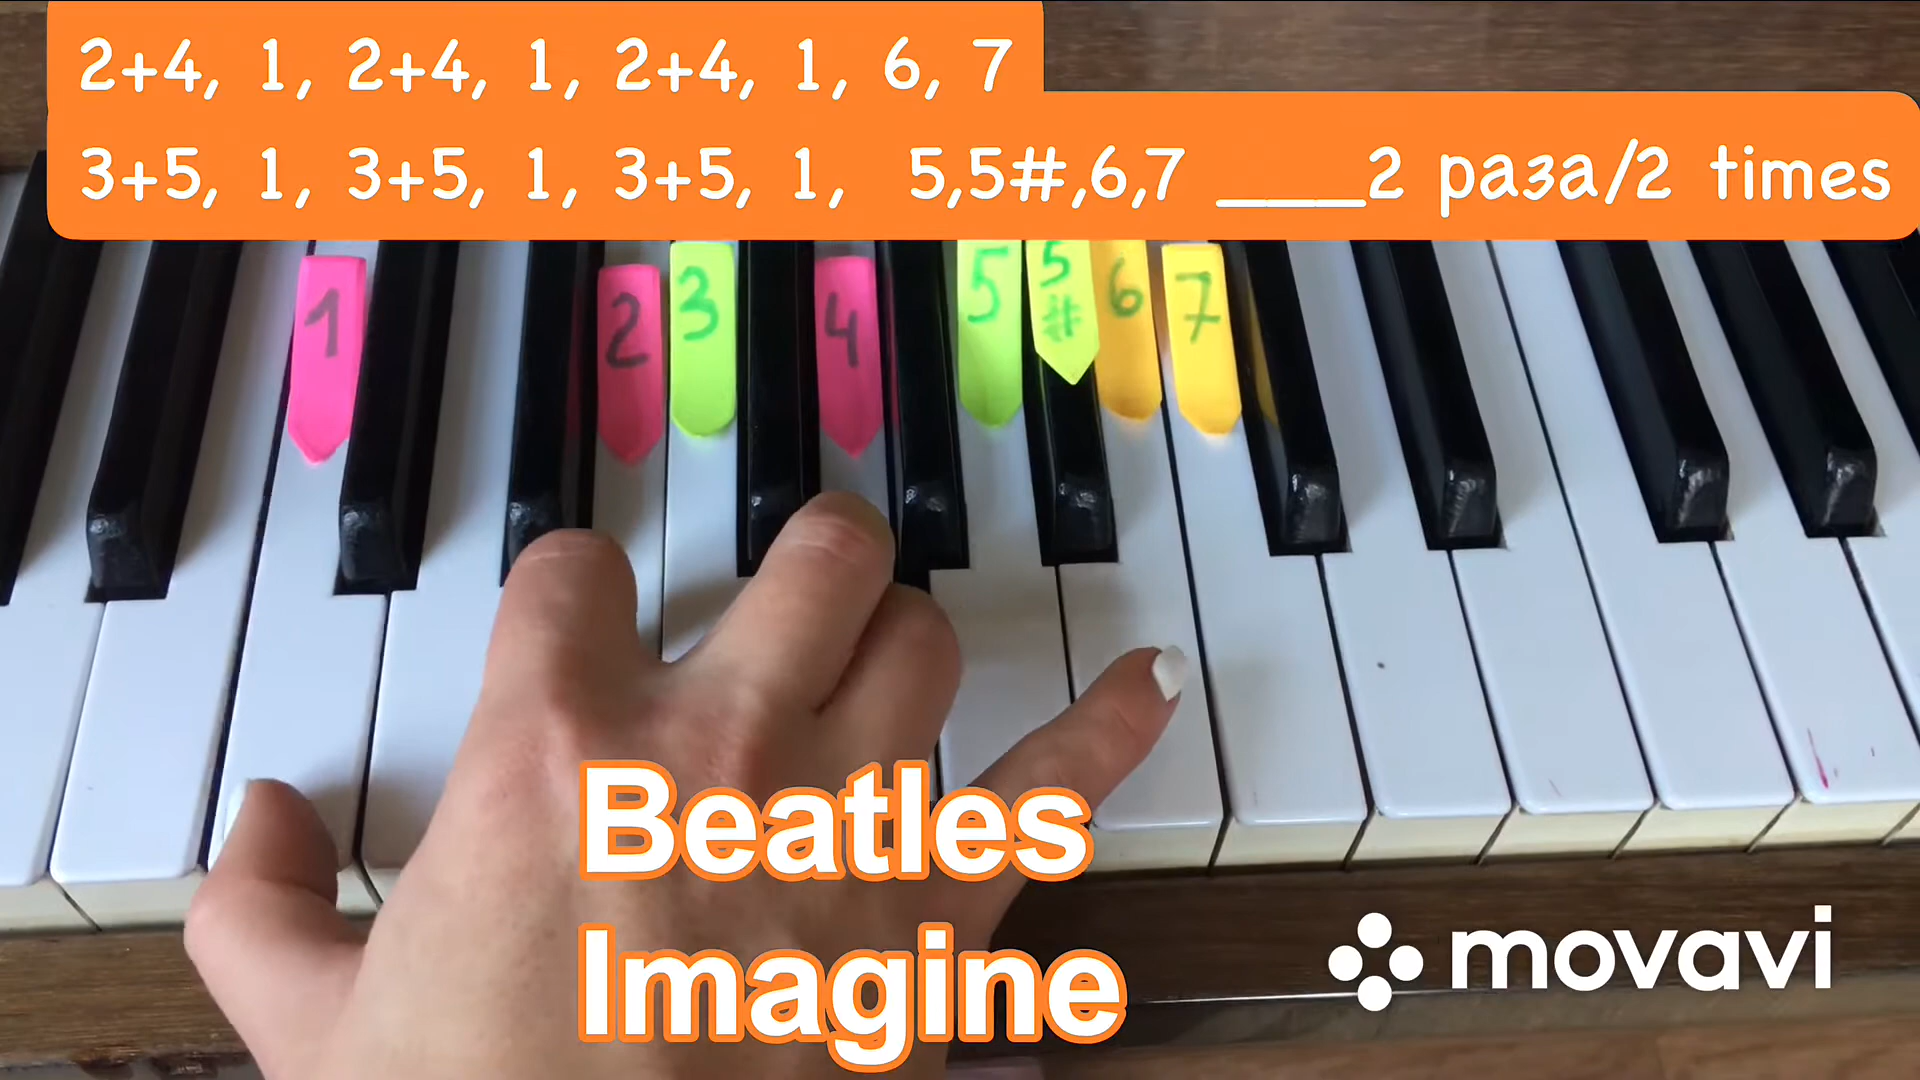 2+4, 1, 2+4, 1, 2+4, 1, 6, 7
3+5, 1, 3+5, 1, 3+5, 1, 5,5#,6,7 ___2 раза/2 times
1
2
3
4
5
5
#
6
7
Beatles
Imagine
movavi